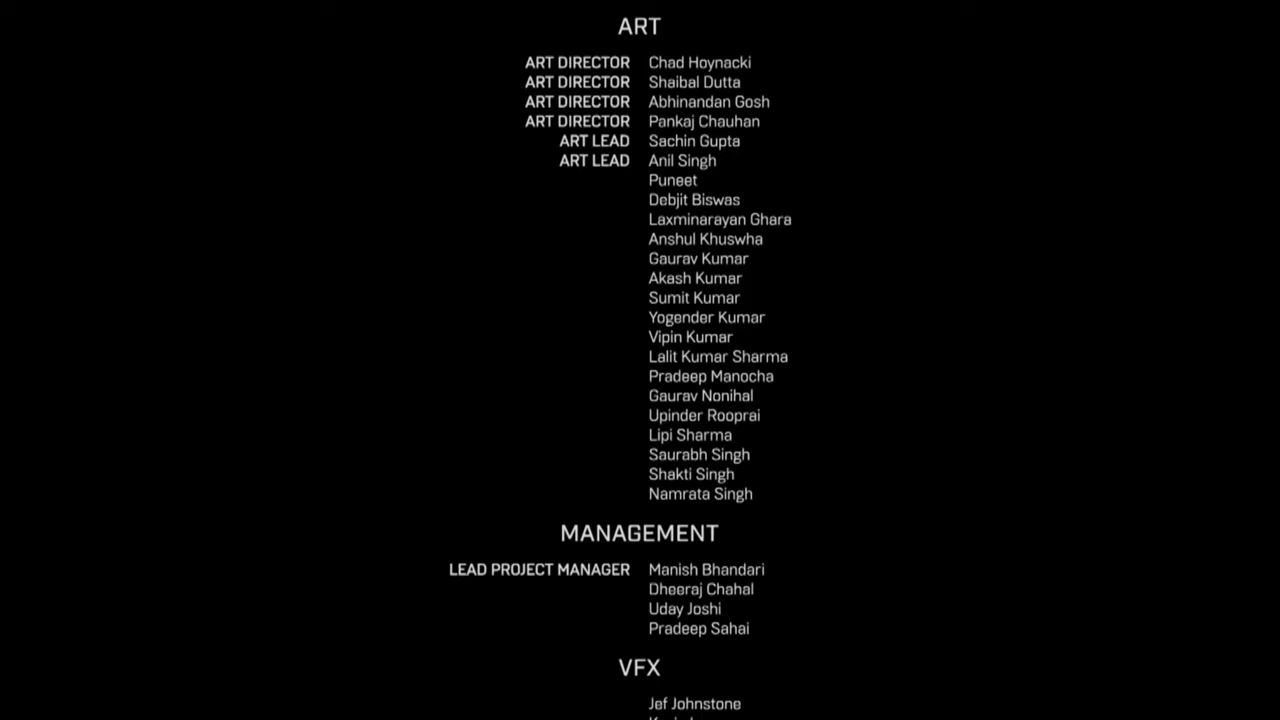 ART
ART DIRECTOR Chad Hoynacki
ART DIRECTOR Shaibal Dutta
ART DIRECTOR Abhinandan Gosh
ART DIRECTOR Pankaj Chauhan
ART LEAD Sachin Gupta
ART LEAD Anil Singh
Puneet
Debjit Biswas
Laxminarayan Ghara
Anshul Khuswha
Gaurav Kumar
Akash Kumar
Sumit Kumar
Yogender Kumar
Vipin Kumar
Lalit Kumar Sharma
Pradeep Manocha
Gaurav Nonihal
Upinder Rooprai
Lipi Sharma
Saurabh Singh
Shakti Singh
Namrata Singh
MANAGEMENT
LEAD PROJECT MANAGER Manish Bhandari
Dheeraj Chahal
Uday Joshi
Pradeep Sahai
VFX
Jef Johnstone